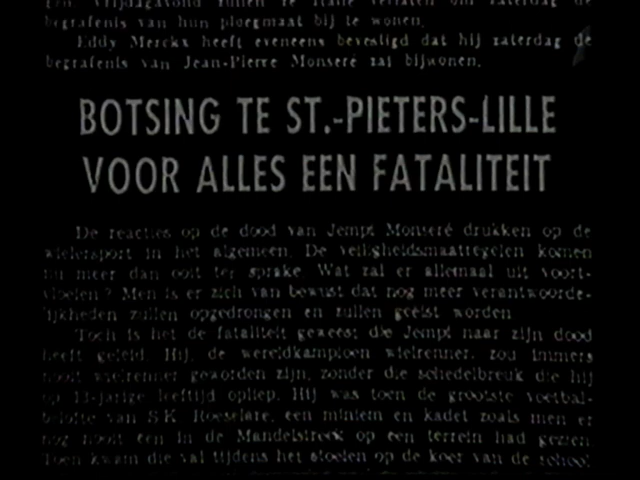 vrijdagavond zullen te Italië verlaten om zaterdag de
begrafenis van hun ploegmaat bij te wonen.
Eddy Merckx heeft eveneens bevestigd dat hij zaterdag de
begrafenis van Jean-Pierre Monseré zal bijwonen.
BOTSING TE ST.-PIETERS-LILLE
VOOR ALLES EEN FATALITEIT
De reacties op de dood van Jempi Monseré drukken op de
wielersport in het algemeen. De veiligheidsmaatregelen komen
nu meer dan ooit ter sprake. Wat zal er allemaal uit voort-
vloeien? Men is er zich van bewust dat nog meer verantwoorde-
lijkheden zullen opgedrongen en zullen geëist worden
Toch is het de fataliteit geweest die Jempi naar zijn dood
heeft geleid. Hij, de wereldkampioen wielrenner, zou immers
nooit wielrenner geworden zijn, zonder die schedelbreuk die hij
op 11-jarige leeftijd opliep. Hij was toen de grootste voetbal-
belofte van S.K. Roeselare, een miniem en kadet zoals men er
nog nooit een in de Mandelstreek op een terrein had gezien
Toen kwam die val tijdens het stoeien op de koer van de school